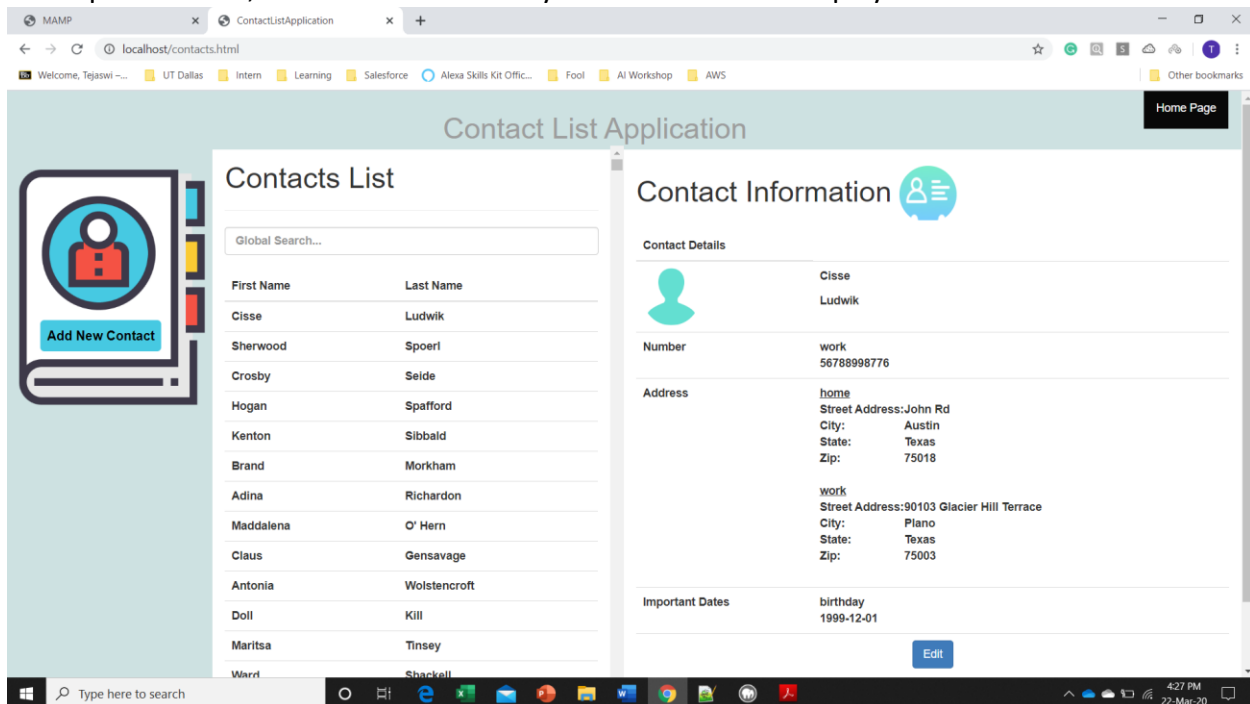 MAMP
ContactListApplication
localhost/contacts.html
Welcome, Tejaswi –...
UT Dallas
Intern
Learning
Salesforce
Alexa Skills Kit Offic...
Fool
AI Workshop
AWS
Other bookmarks
Home Page
Contact List Application
Add New Contact
Contacts List
Global Search...
First Name Last Name
Cisse Ludwik
Sherwood Spoerl
Crosby Seide
Hogan Spafford
Kenton Sibbald
Brand Morkham
Adina Richardon
Maddalena O' Hern
Claus Gensavage
Antonia Wolstencroft
Doll Kill
Maritsa Tinsey
Ward Shackell
Contact Information
Contact Details
Cisse
Ludwik
Number work
56788998776
Address home
Street Address:John Rd
City: Austin
State: Texas
Zip: 75018
work
Street Address:90103 Glacier Hill Terrace
City: Plano
State: Texas
Zip: 75003
Important Dates birthday
1999-12-01
Edit
Type here to search
4:27 PM
22-Mar-20